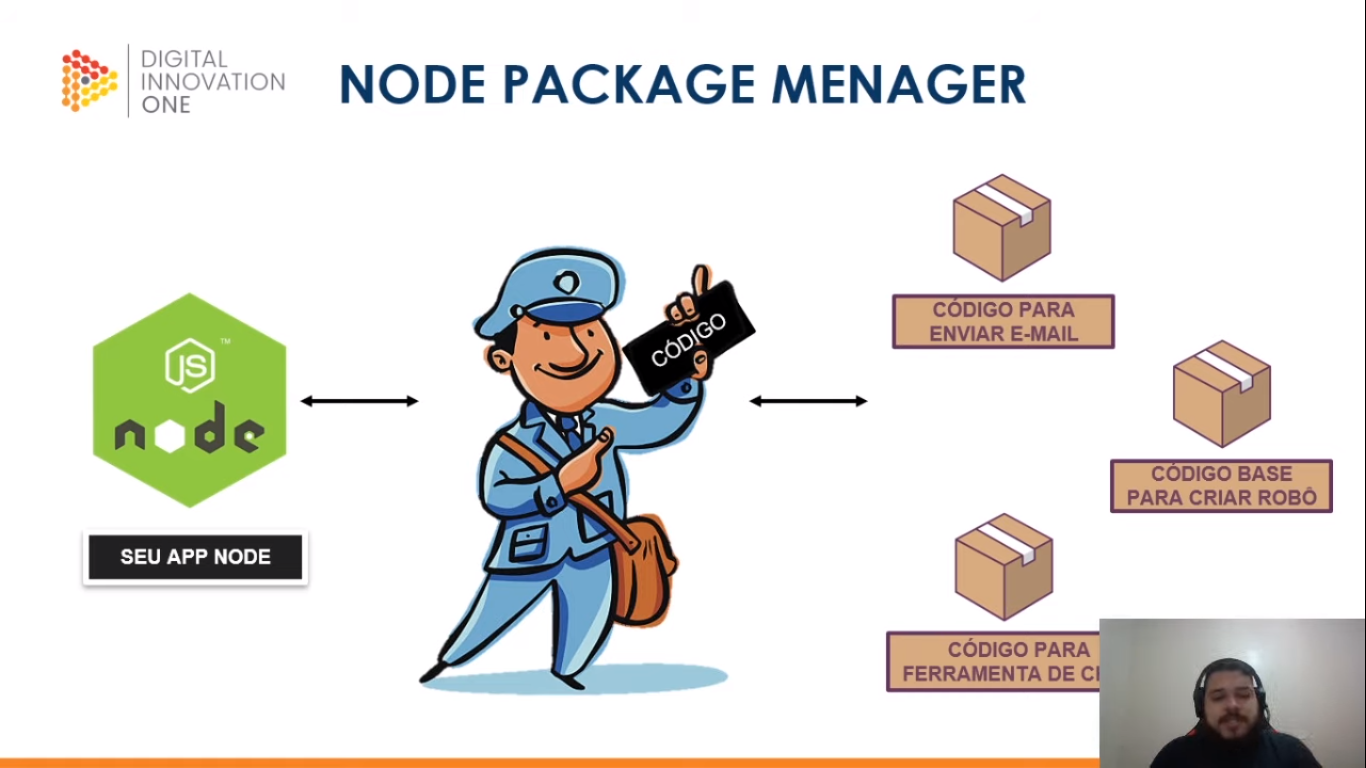 DIGITAL
INNOVATION
ONE
NODE PACKAGE MENAGER
JS
TM
node
SEU APP NODE
CÓDIGO
CÓDIGO PARA
ENVIAR E-MAIL
CÓDIGO BASE
PARA CRIAR ROBÔ
CÓDIGO PARA
FERRAMENTA DE